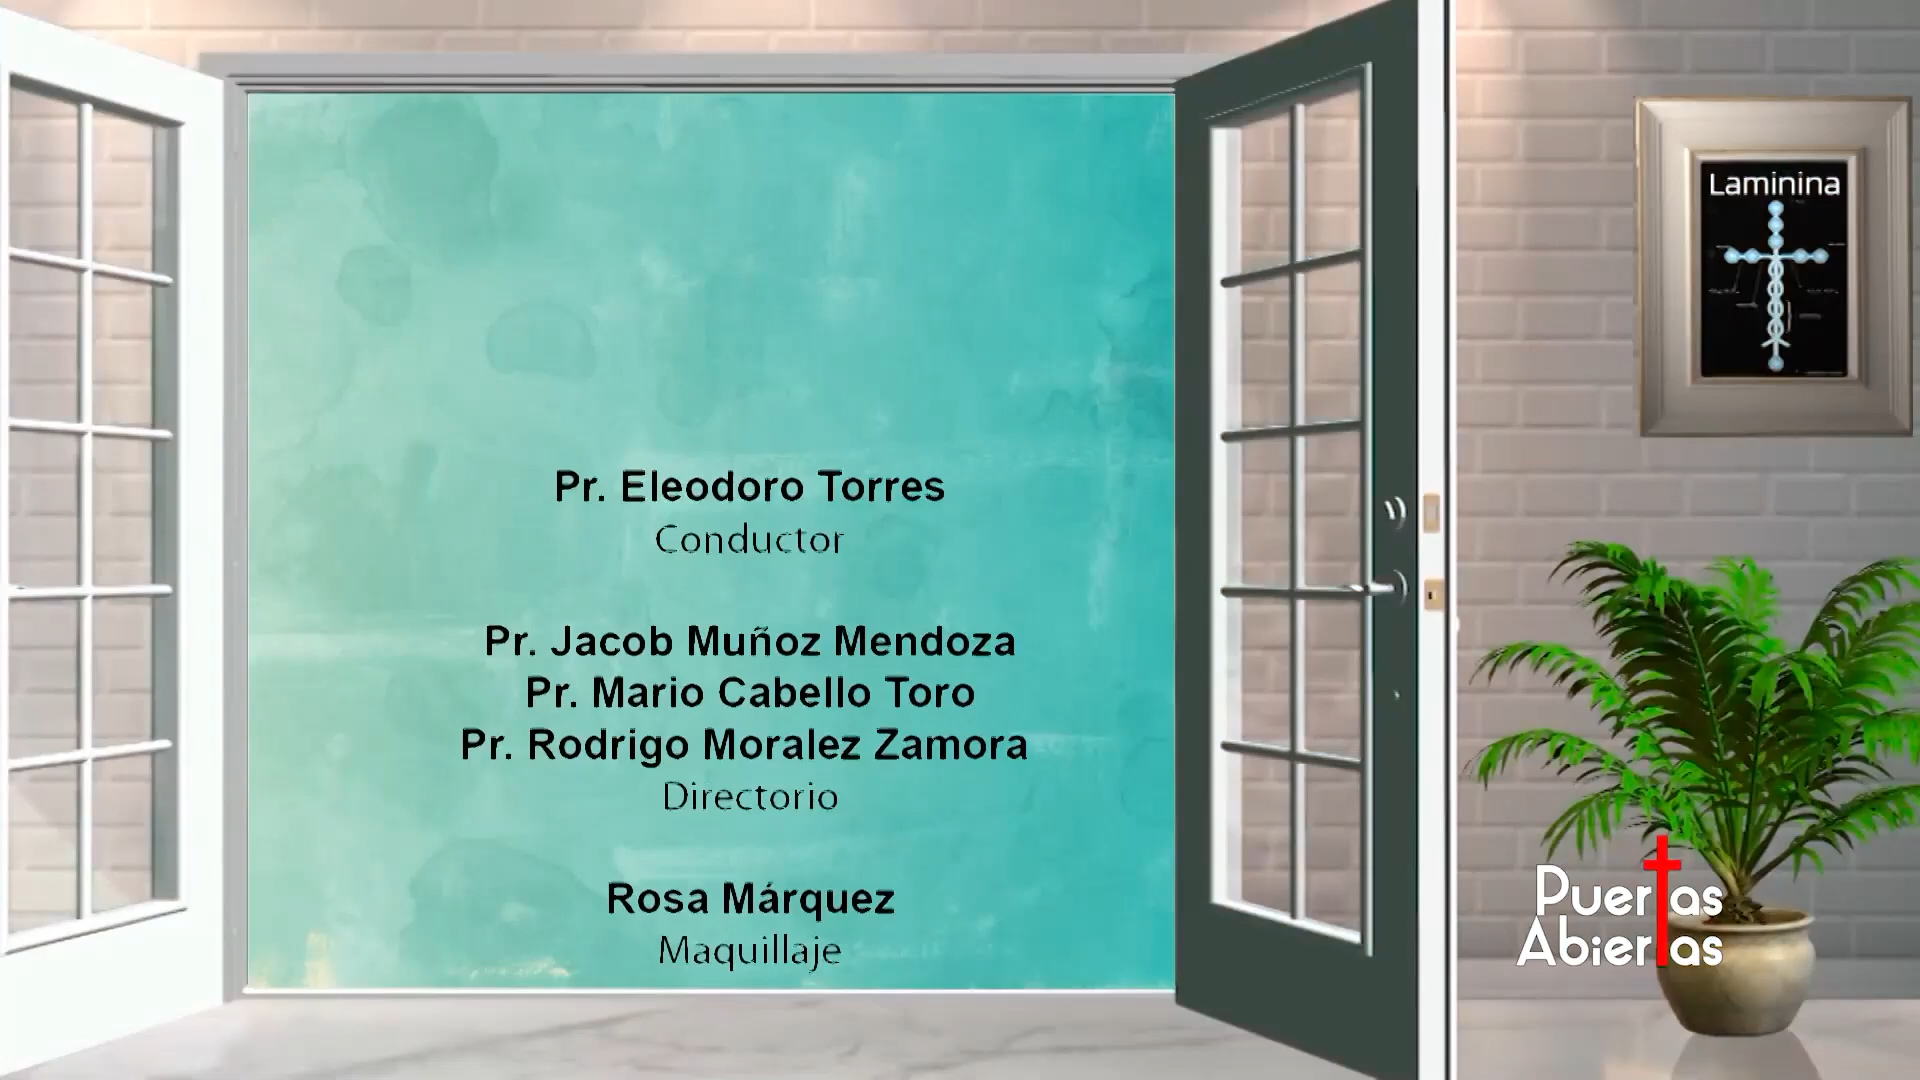 Laminina
Pr. Eleodoro Torres
Conductor
Pr. Jacob Muñoz Mendoza
Pr. Mario Cabello Toro
Pr. Rodrigo Moralez Zamora
Directorio
Rosa Márquez
Maquillaje
Puertas
Abiertas